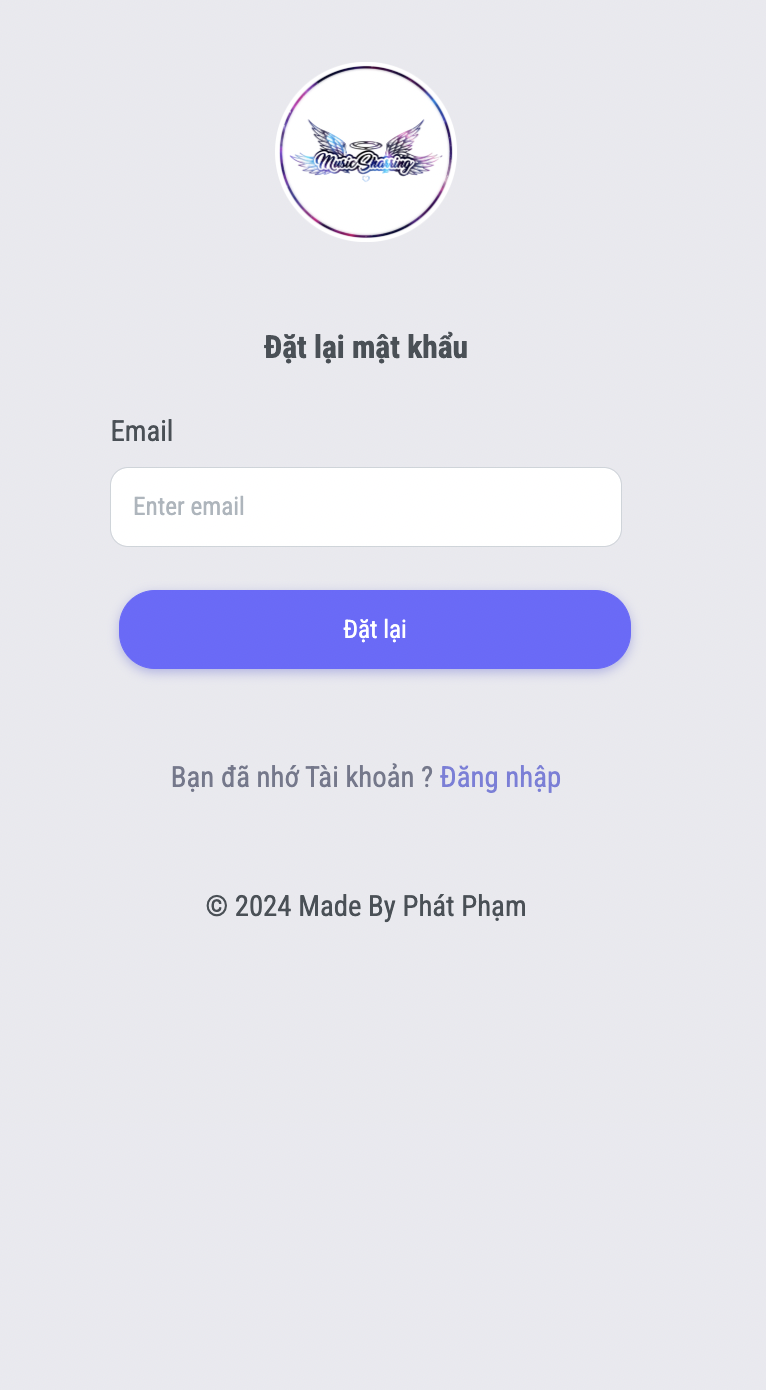 Music Sharring
Đặt lại mật khẩu
Email
Enter email
Đặt lại
Bạn đã nhớ Tài khoản ? Đăng nhập
© 2024 Made By Phát Phạm